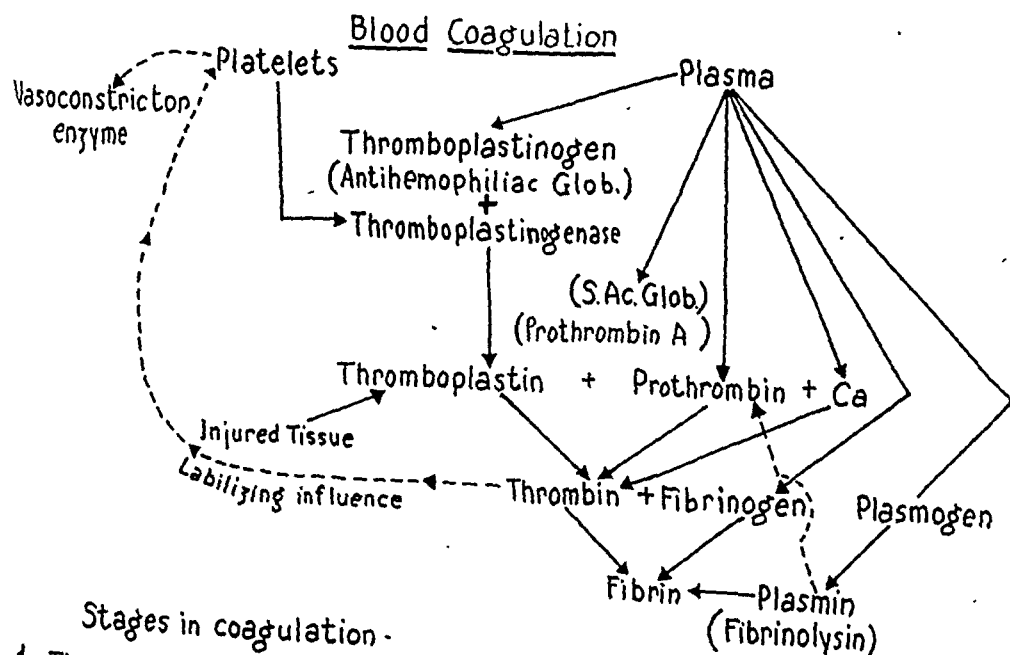 Blood Coagulation
Platelets
Plasma
Vasoconstrictor
enzyme
Thromboplastinogen
(Antihemophiliac Glob.)
+
Thromboplastinogenase
(S.Ac.Glob.)
(Prothrombin A )
Thromboplastin + Prothrombin + Ca
Injured Tissue
Labilizing influence
Thrombin + Fibrinogen
Plasmogen
Fibrin
Plasmin
(Fibrinolysin)
Stages in coagulation.